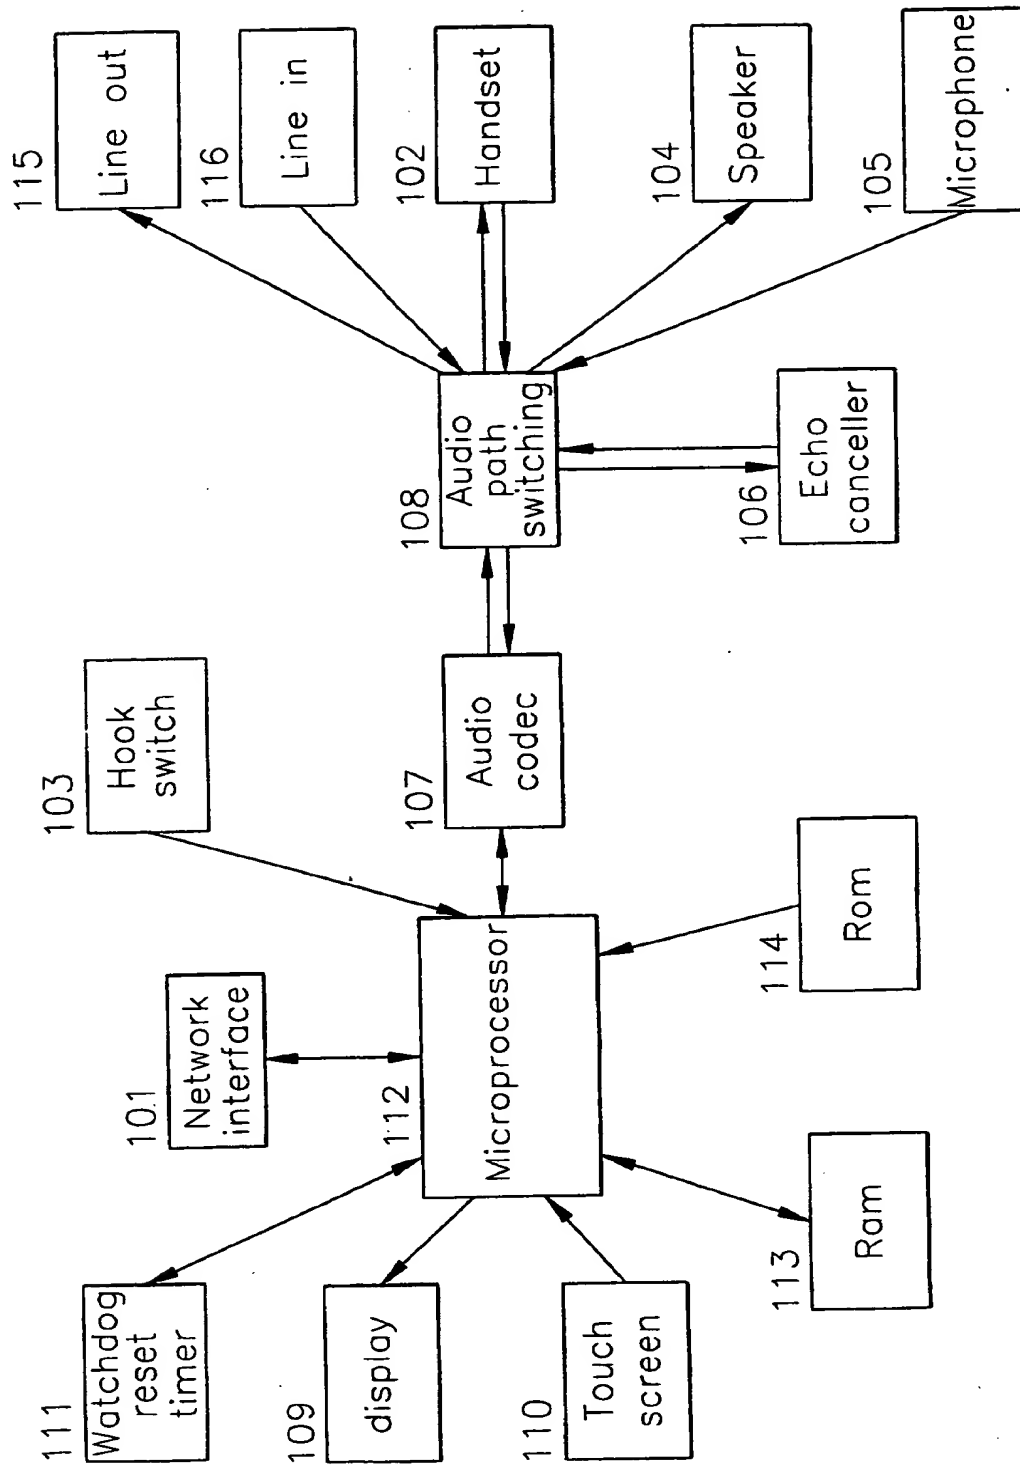 111
Watchdog
reset
timer
109
display
110
Touch
screen
101
Network
interface
112
Microprocessor
113
Ram
114
Rom
103
Hook
switch
107
Audio
codec
108
Audio
path
switching
106
Echo
canceller
115
Line out
116
Line in
102
Handset
104
Speaker
105
Microphone